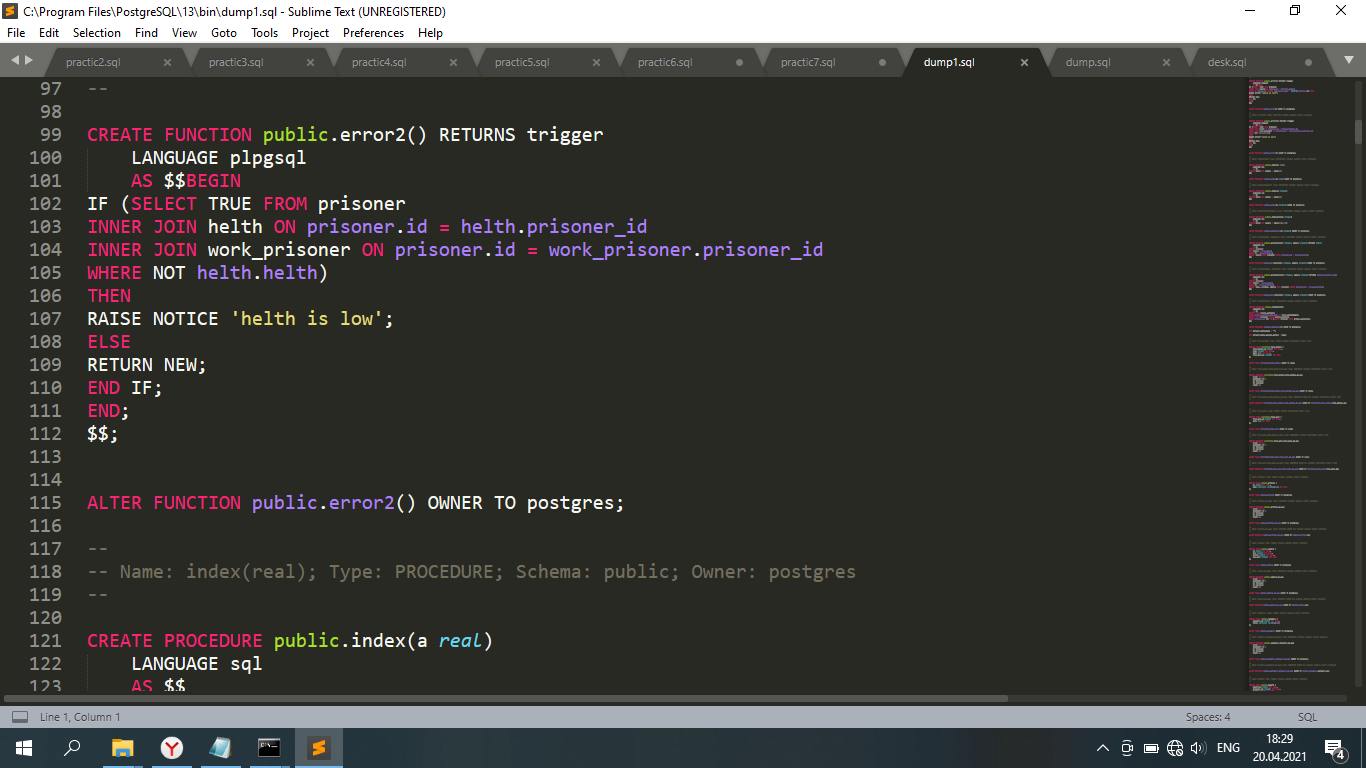 C:\Program Files\PostgreSQL\13\bin\dump1.sql - Sublime Text (UNREGISTERED)
File Edit Selection Find View Goto Tools Project Preferences Help
practic2.sql practic3.sql practic4.sql practic5.sql practic6.sql practic7.sql dump1.sql dump.sql desk.sql
97 --
98
99 CREATE FUNCTION public.error2() RETURNS trigger
100     LANGUAGE plpgsql
101     AS $$BEGIN
102 IF (SELECT TRUE FROM prisoner
103 INNER JOIN helth ON prisoner.id = helth.prisoner_id
104 INNER JOIN work_prisoner ON prisoner.id = work_prisoner.prisoner_id
105 WHERE NOT helth.helth)
106 THEN
107 RAISE NOTICE 'helth is low';
108 ELSE
109 RETURN NEW;
110 END IF;
111 END;
112 $$;
113
114
115 ALTER FUNCTION public.error2() OWNER TO postgres;
116
117 --
118 -- Name: index(real); Type: PROCEDURE; Schema: public; Owner: postgres
119 --
120
121 CREATE PROCEDURE public.index(a real)
122     LANGUAGE sql
123     AS $$
Line 1, Column 1 Spaces: 4 SQL
ENG 18:29
20.04.2021 4